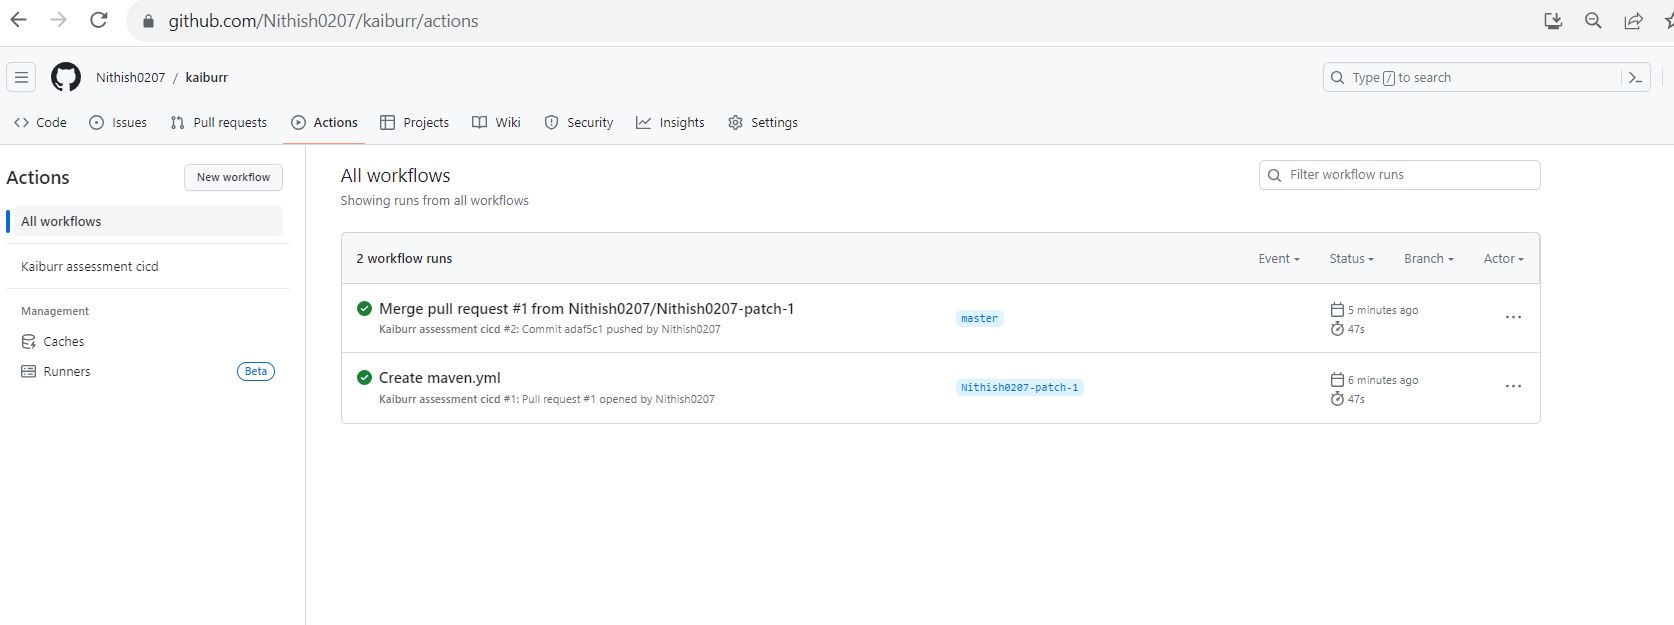 github.com/Nithish0207/kaiburr/actions
Nithish0207 / kaiburr
Type / to search
Code Issues Pull requests Actions Projects Wiki Security Insights Settings
Actions
New workflow
All workflows
Kaiburr assessment cicd
Management
Caches
Runners Beta
All workflows
Showing runs from all workflows
Filter workflow runs
2 workflow runs Event Status Branch Actor
Merge pull request #1 from Nithish0207/Nithish0207-patch-1
Kaiburr assessment cicd #2: Commit adaf5c1 pushed by Nithish0207
master
5 minutes ago
47s
Create maven.yml
Kaiburr assessment cicd #1: Pull request #1 opened by Nithish0207
Nithish0207-patch-1
6 minutes ago
47s